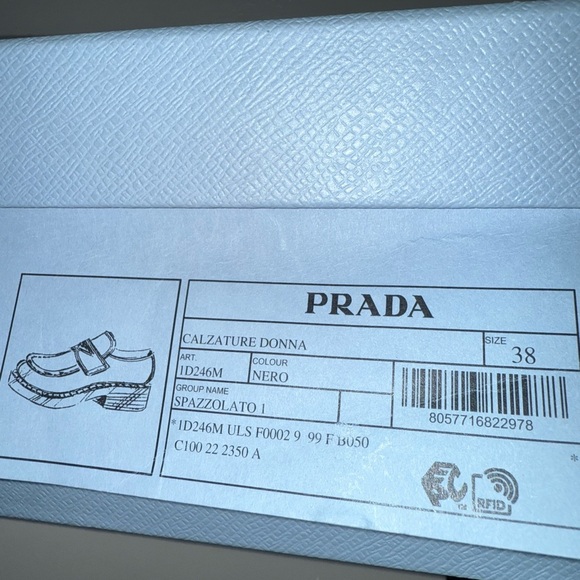 PRADA
CALZATURE DONNA
SIZE
38
ART.
1D246M
COLOUR
NERO
GROUP NAME
SPAZZOLATO 1
8057716822978
*1D246M ULS F0002 9 99 F B050
C100 22 2350 A
*
RFID